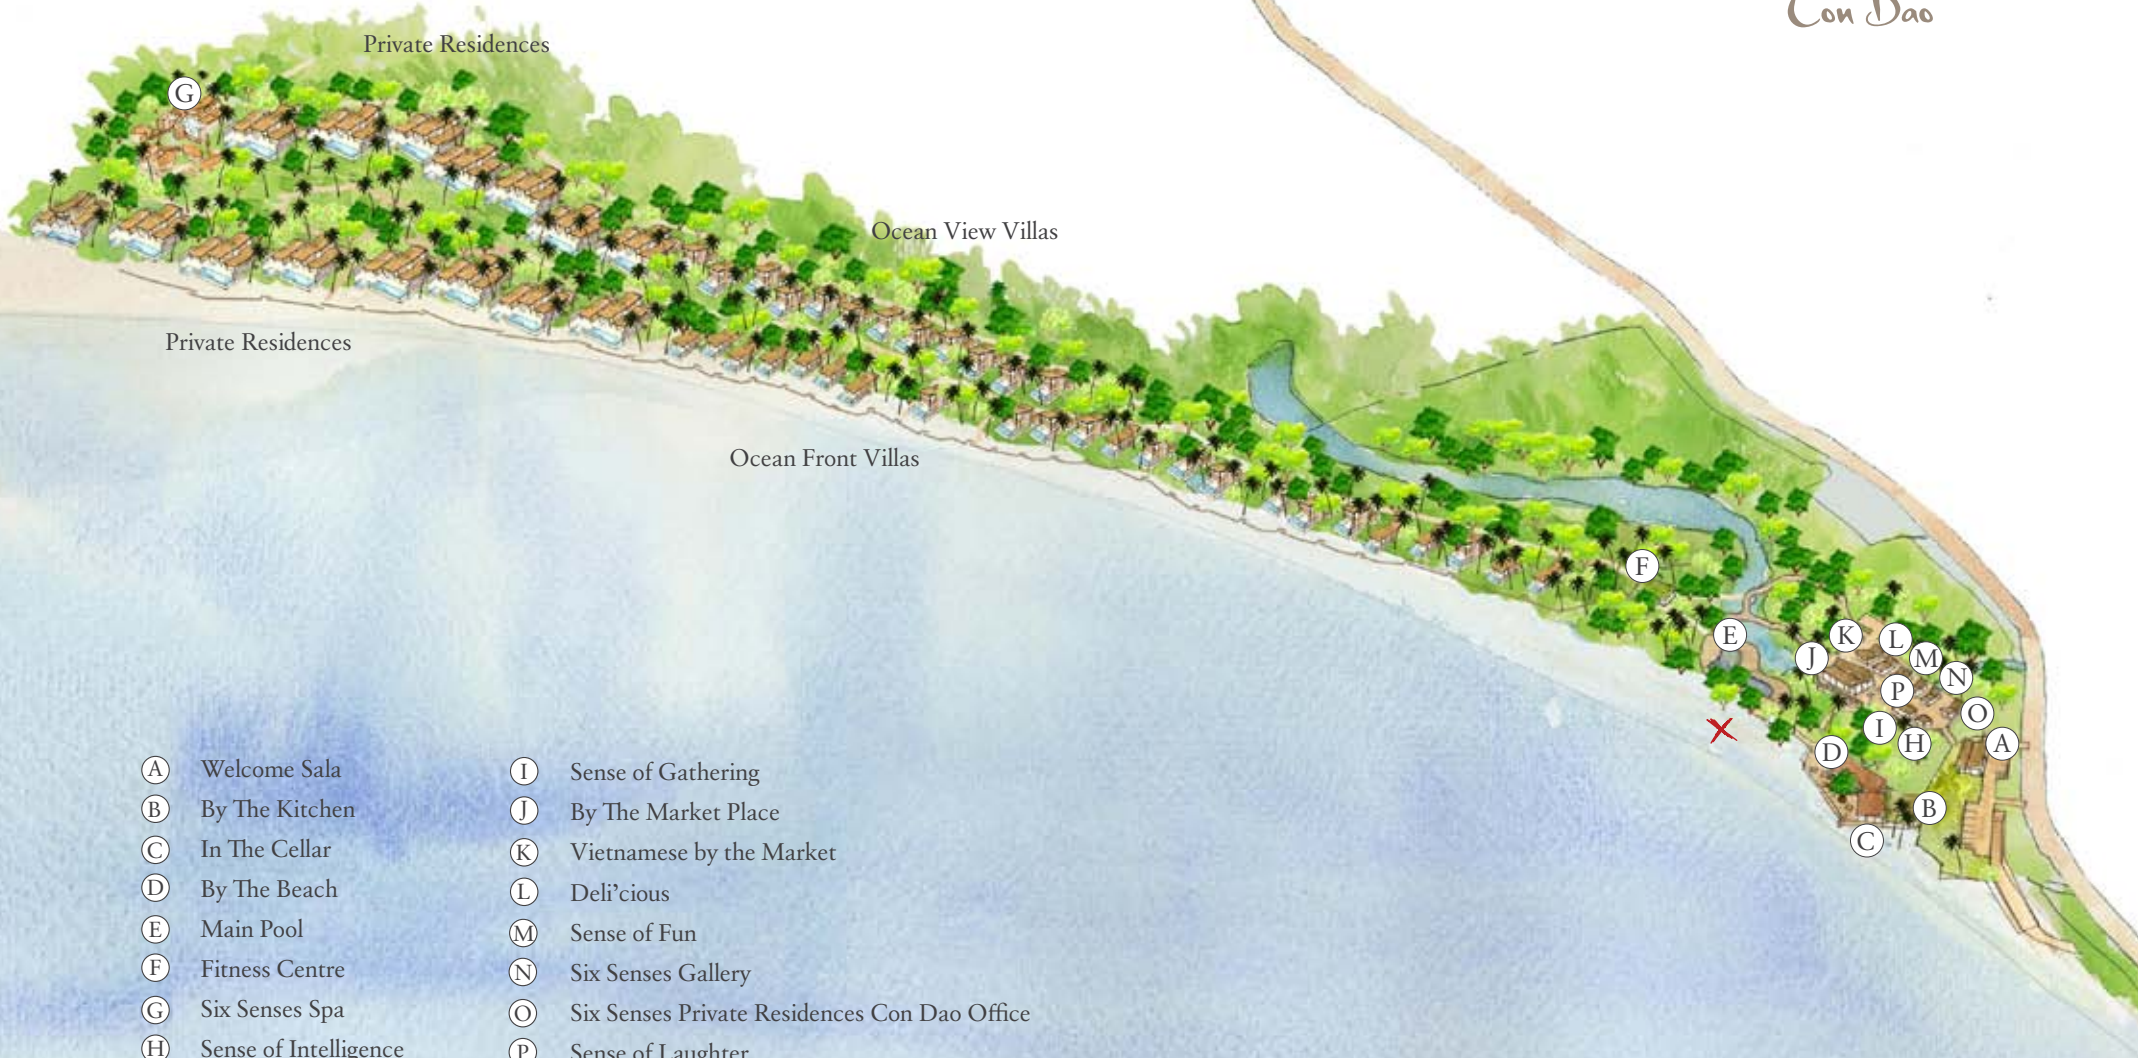 Con Dao
Private Residences
G
Ocean View Villas
Private Residences
Ocean Front Villas
F
E
K
L
J
M
N
P
O
I
H
A
D
B
C
A Welcome Sala
B By The Kitchen
C In The Cellar
D By The Beach
E Main Pool
F Fitness Centre
G Six Senses Spa
H Sense of Intelligence
I Sense of Gathering
J By The Market Place
K Vietnamese by the Market
L Deli’cious
M Sense of Fun
N Six Senses Gallery
O Six Senses Private Residences Con Dao Office
P Sense of Laughter